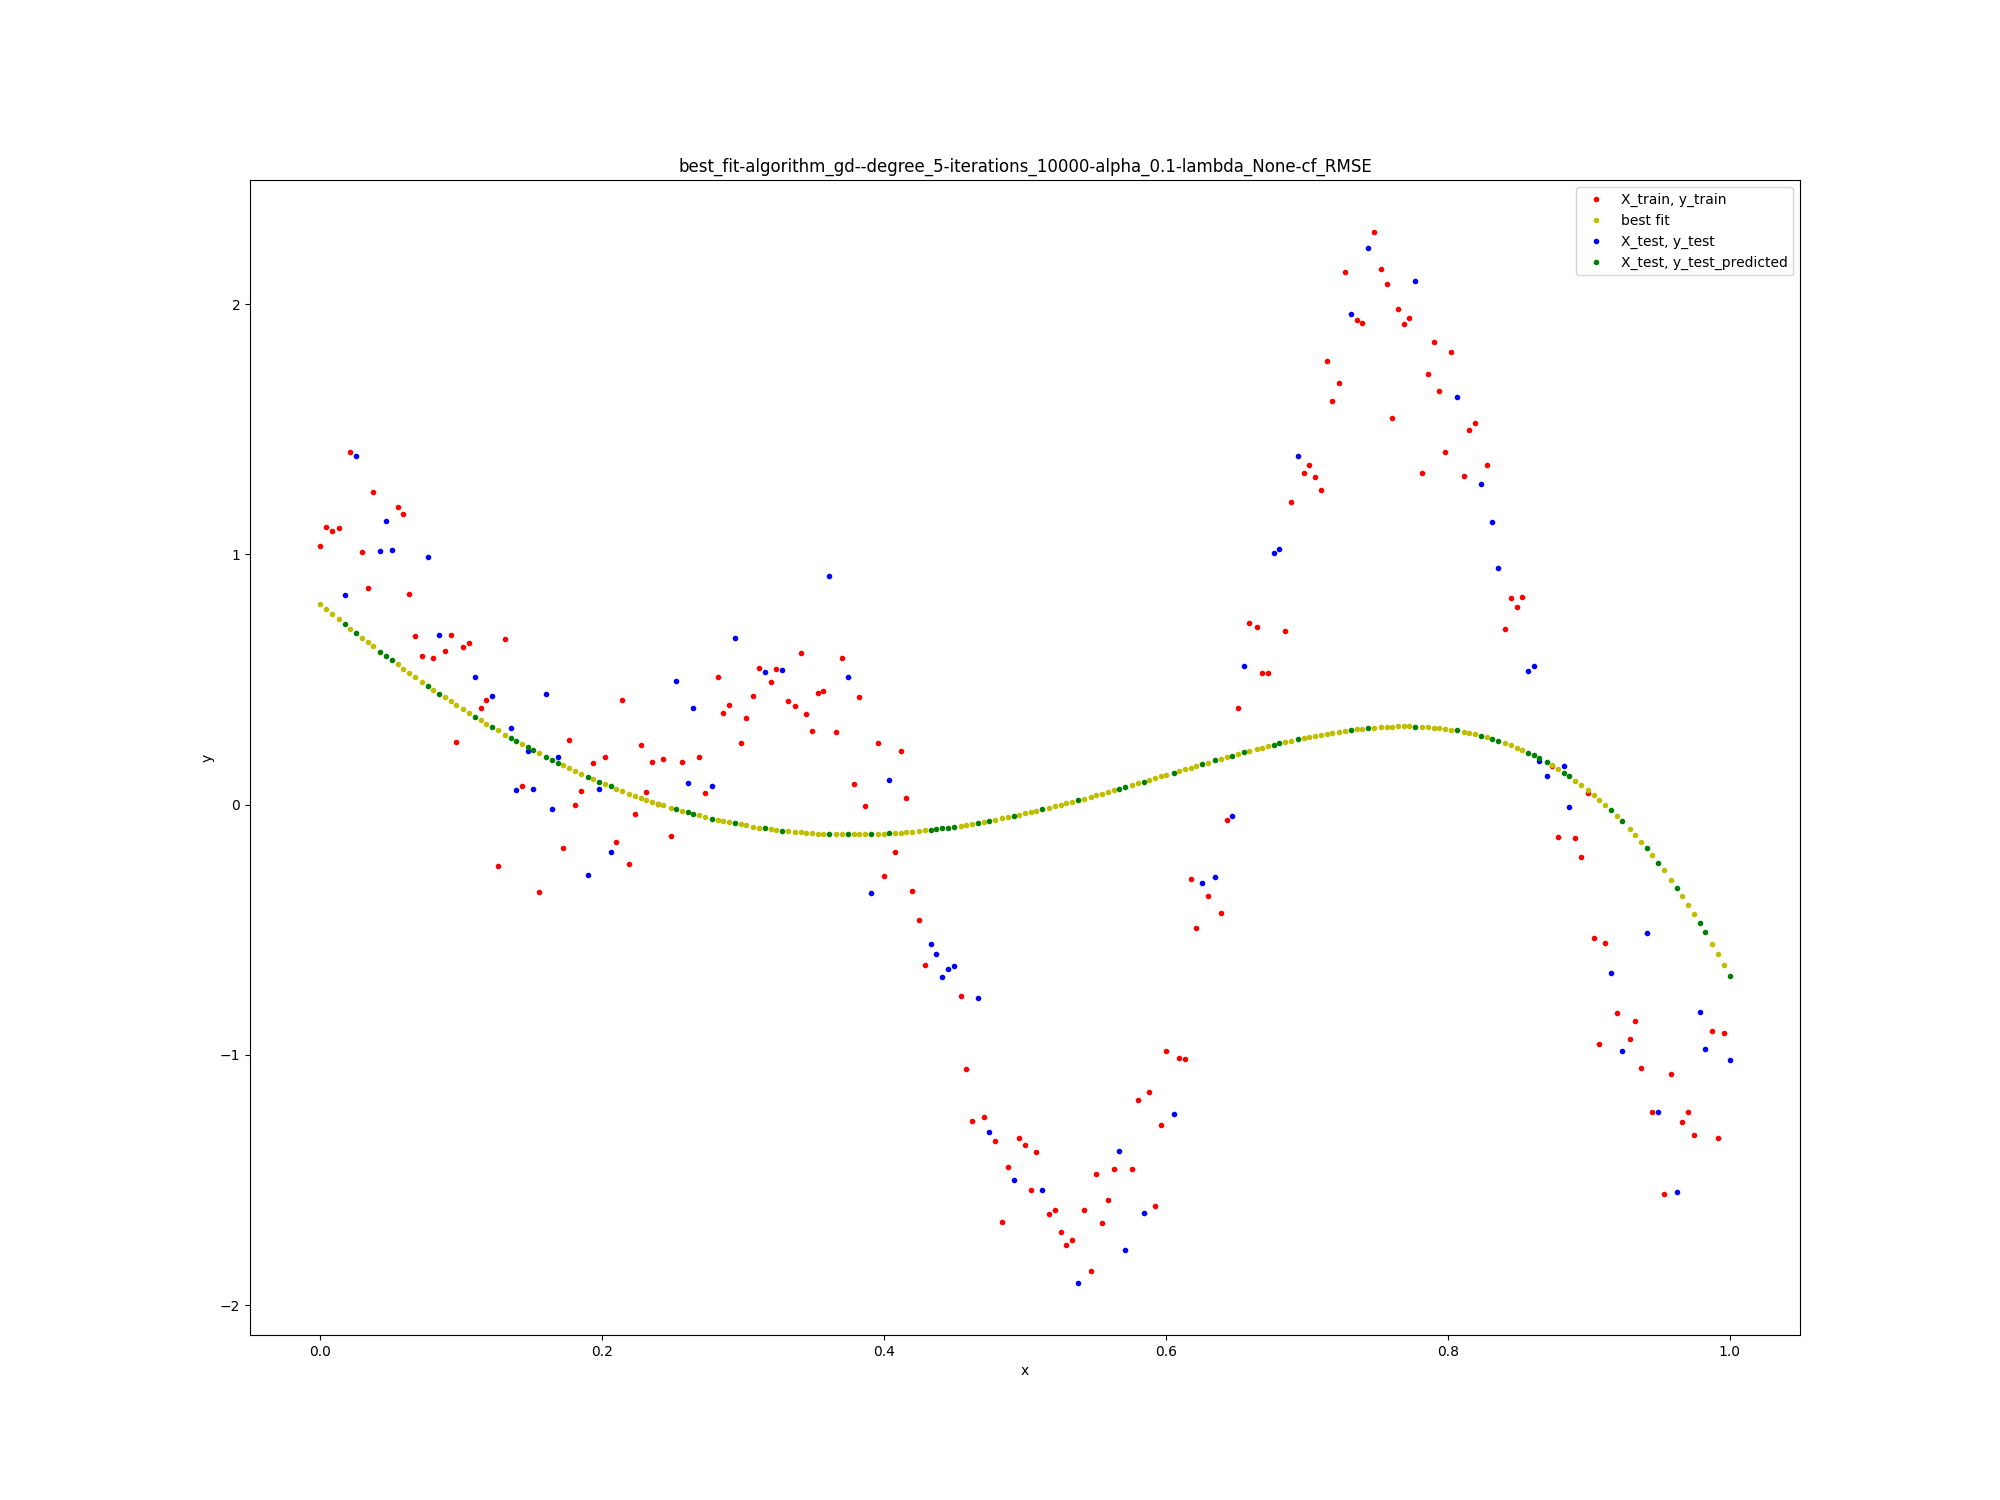 best_fit-algorithm_gd--degree_5-iterations_10000-alpha_0.1-lambda_None-cf_RMSE
X_train, y_train
best fit
X_test, y_test
X_test, y_test_predicted
2
1
0
−1
−2
y
0.0 0.2 0.4 0.6 0.8 1.0
x